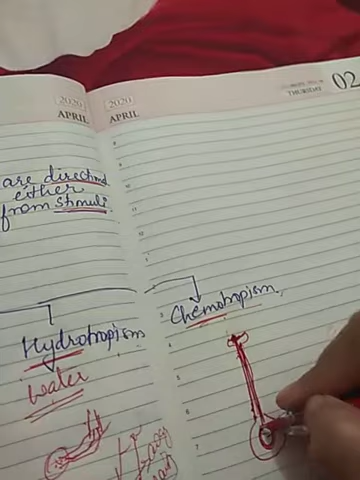 2020
APRIL
2020
APRIL
THURSDAY
02
are directed
either
from stimuli
Hydrotropism
Water
Chemotropism